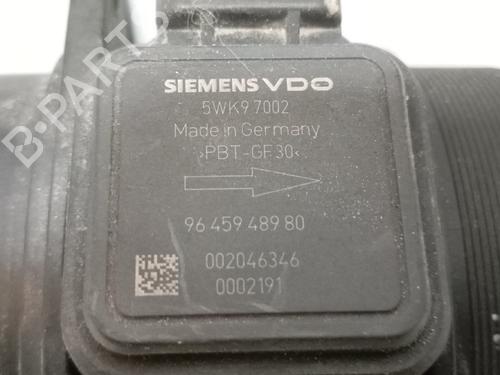 SIEMENS VDO
5WK9 7002
Made in Germany
>PBT-GF30<
96 459 489 80
002046346
0002191
B-PARTS